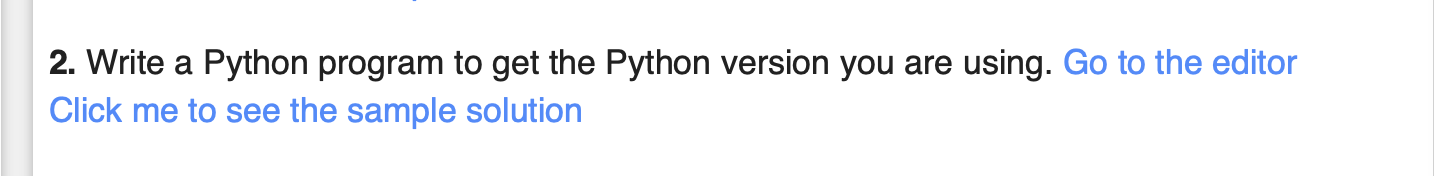 2. Write a Python program to get the Python version you are using. Go to the editor
Click me to see the sample solution